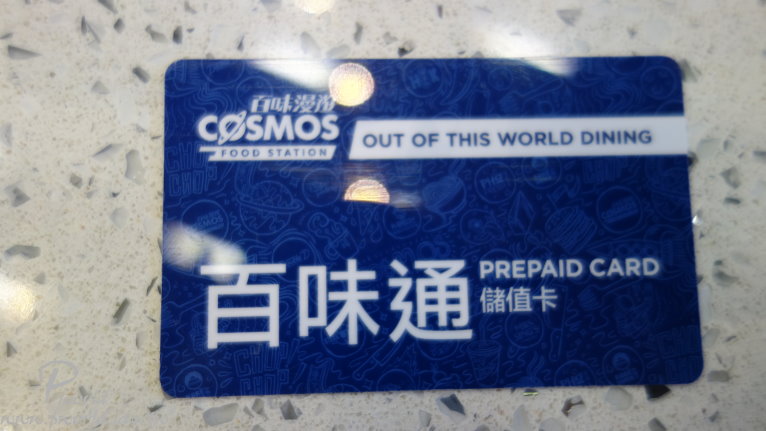 百味漫遊
COSMOS
FOOD STATION
OUT OF THIS WORLD DINING
百味通
PREPAID CARD
儲值卡